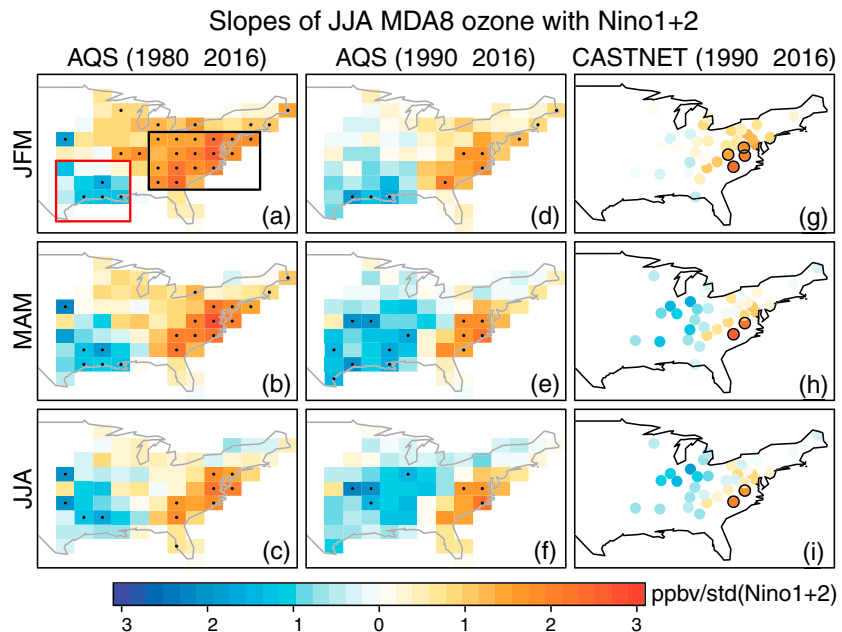 Slopes of JJA MDA8 ozone with Nino1+2
AQS (1980 2016) AQS (1990 2016) CASTNET (1990 2016)
JFM (a) (d) (g)
MAM (b) (e) (h)
JJA (c) (f) (i)
3 2 1 0 1 2 3 ppbv/std(Nino1+2)